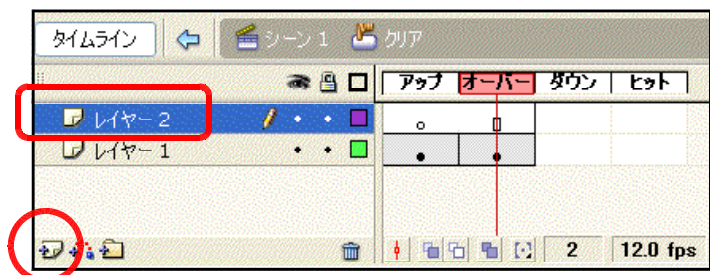 タイムライン シーン 1 クリア
アップ オーバー ダウン ヒット
レイヤー 2
レイヤー 1
2 12.0 fps